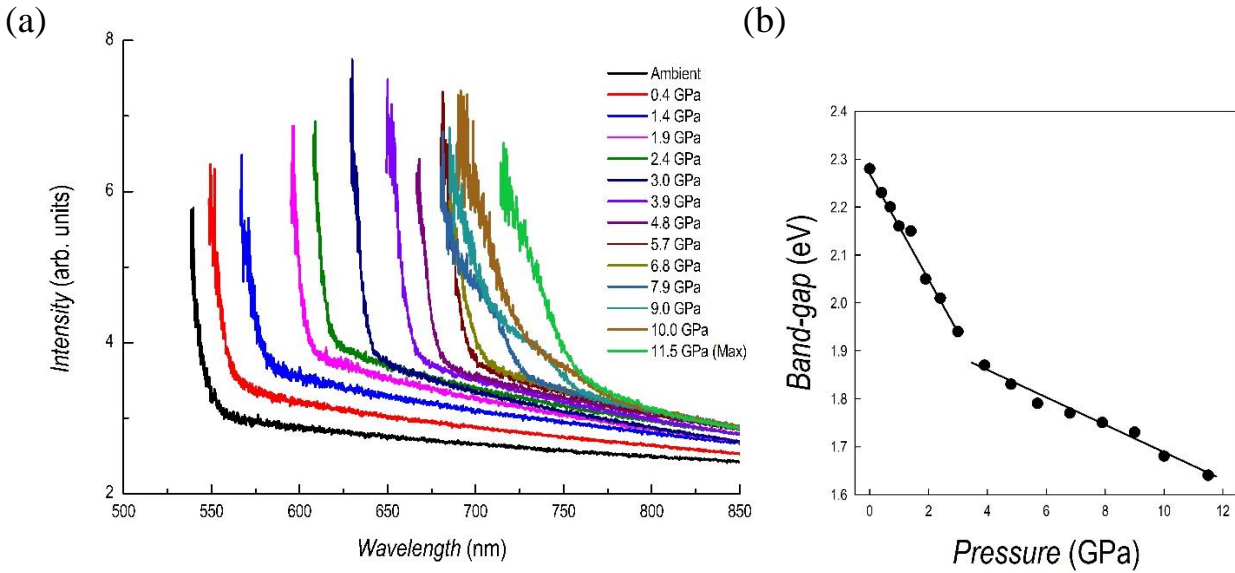 (a)
8
6
4
2
500
550
600
650
700
750
800
850
Intensity (arb. units)
Wavelength (nm)
Ambient
0.4 GPa
1.4 GPa
1.9 GPa
2.4 GPa
3.0 GPa
3.9 GPa
4.8 GPa
5.7 GPa
6.8 GPa
7.9 GPa
9.0 GPa
10.0 GPa
11.5 GPa (Max)
(b)
2.4
2.3
2.2
2.1
2.0
1.9
1.8
1.7
1.6
0
2
4
6
8
10
12
Band-gap (eV)
Pressure (GPa)